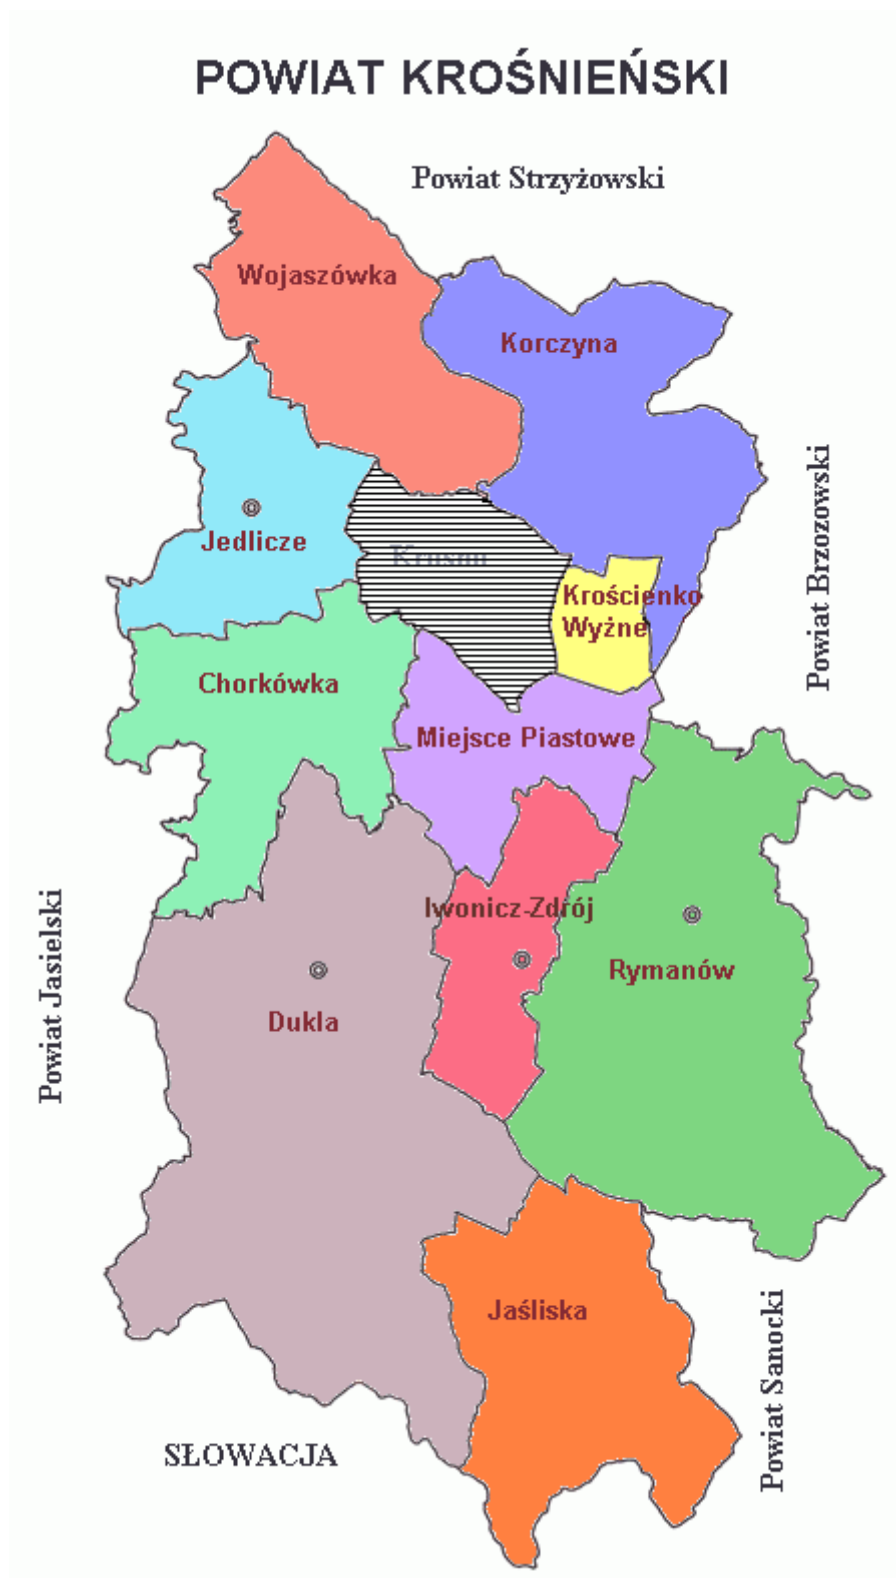 POWIAT KROŚNIEŃSKI
Powiat Strzyżowski
Wojaszówka
Korczyna
Powiat Brzozowski
Jedlicze
Krosno
Krościenko
Wyżne
Chorkówka
Miejsce Piastowe
Powiat Jasielski
Iwonicz-Zdrój
Rymanów
Dukla
Jaśliska
Powiat Sanocki
SŁOWACJA